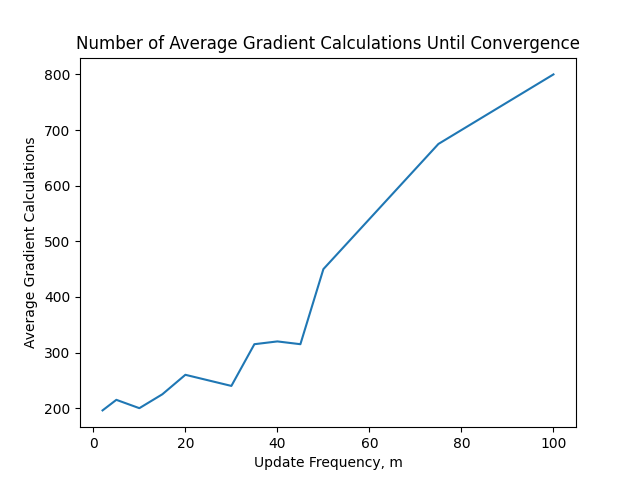 Number of Average Gradient Calculations Until Convergence
800
700
600
500
400
300
200
Average Gradient Calculations
0 20 40 60 80 100
Update Frequency, m